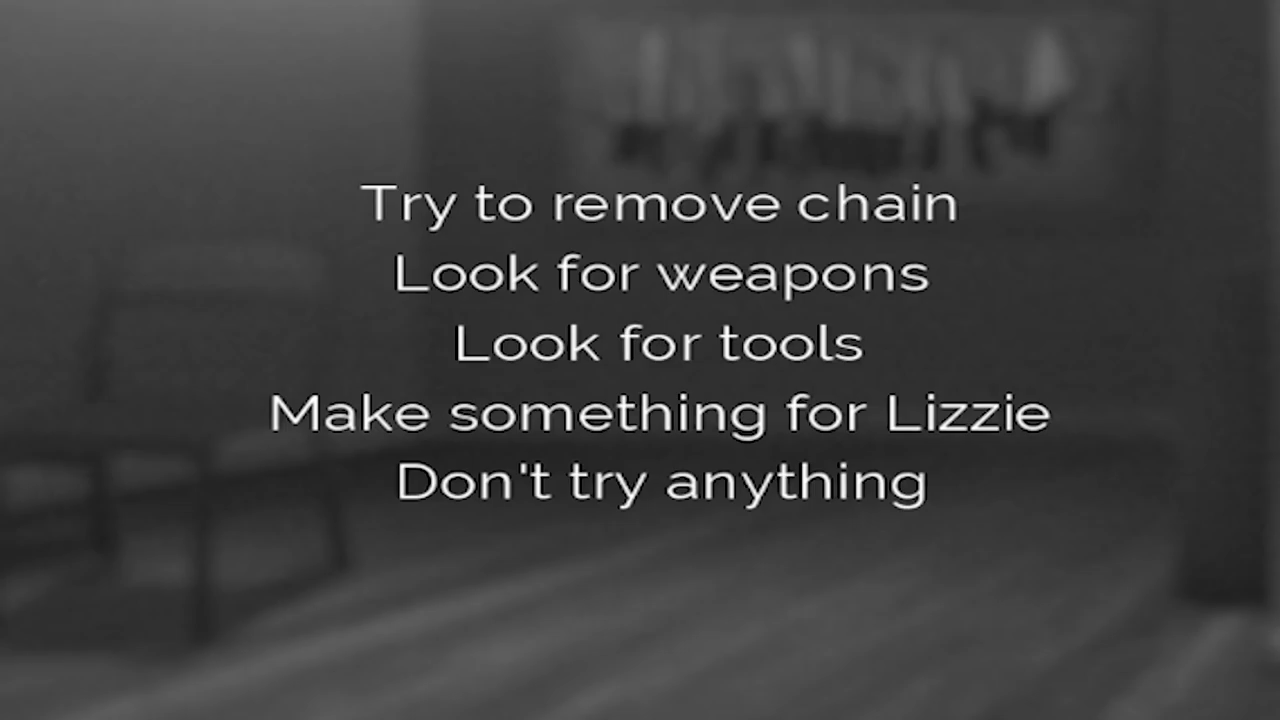 Try to remove chain
Look for weapons
Look for tools
Make something for Lizzie
Don't try anything